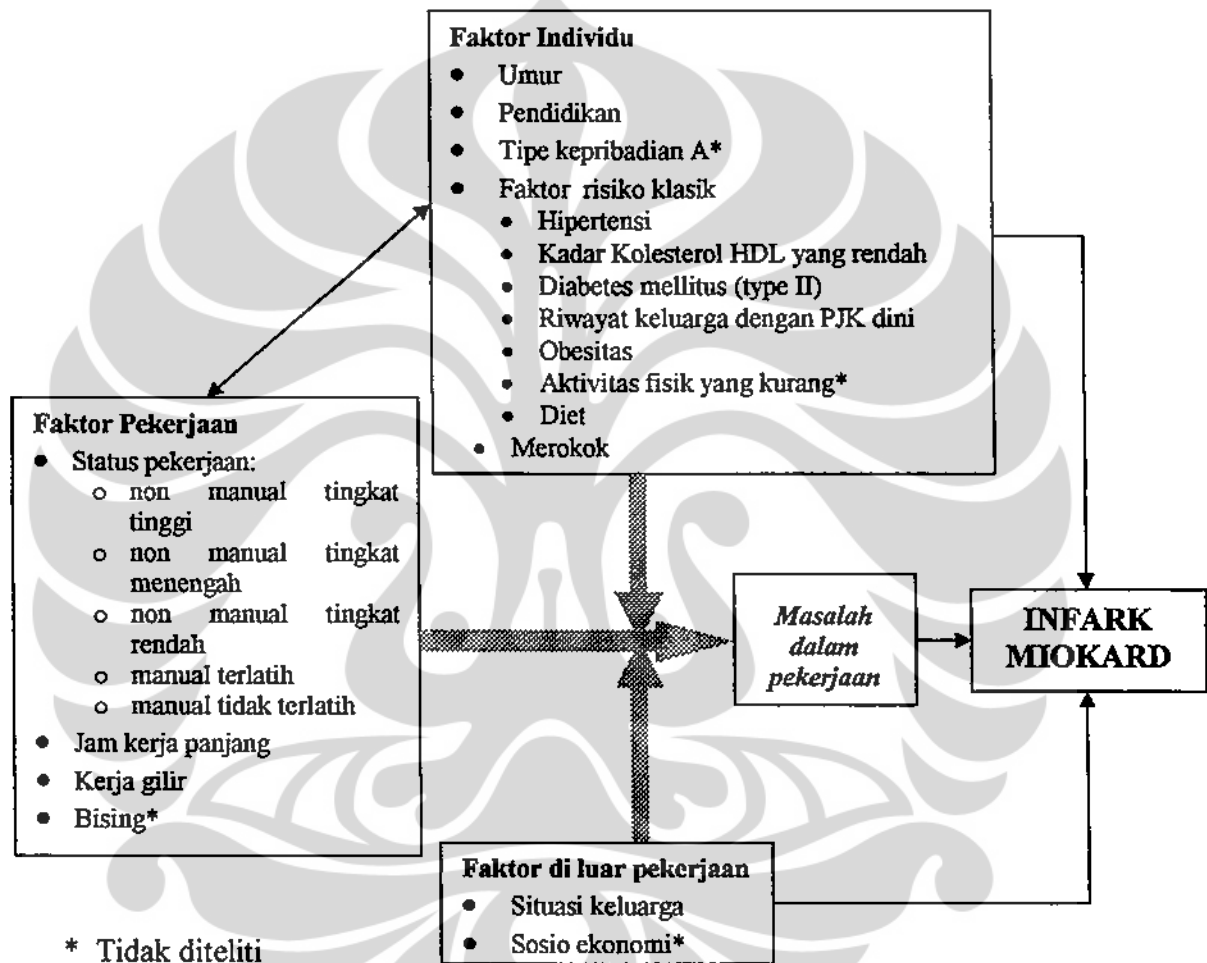 Faktor Individu
• Umur
• Pendidikan
• Tipe kepribadian A*
• Faktor risiko klasik
• Hipertensi
• Kadar Kolesterol HDL yang rendah
• Diabetes mellitus (type II)
• Riwayat keluarga dengan PJK dini
• Obesitas
• Aktivitas fisik yang kurang*
• Diet
• Merokok
Faktor Pekerjaan
• Status pekerjaan:
o non manual tingkat
tinggi
o non manual tingkat
menengah
o non manual tingkat
rendah
o manual terlatih
o manual tidak terlatih
• Jam kerja panjang
• Kerja gilir
• Bising*
Masalah
dalam
pekerjaan
INFARK
MIOKARD
Faktor di luar pekerjaan
• Situasi keluarga
• Sosio ekonomi*
* Tidak diteliti